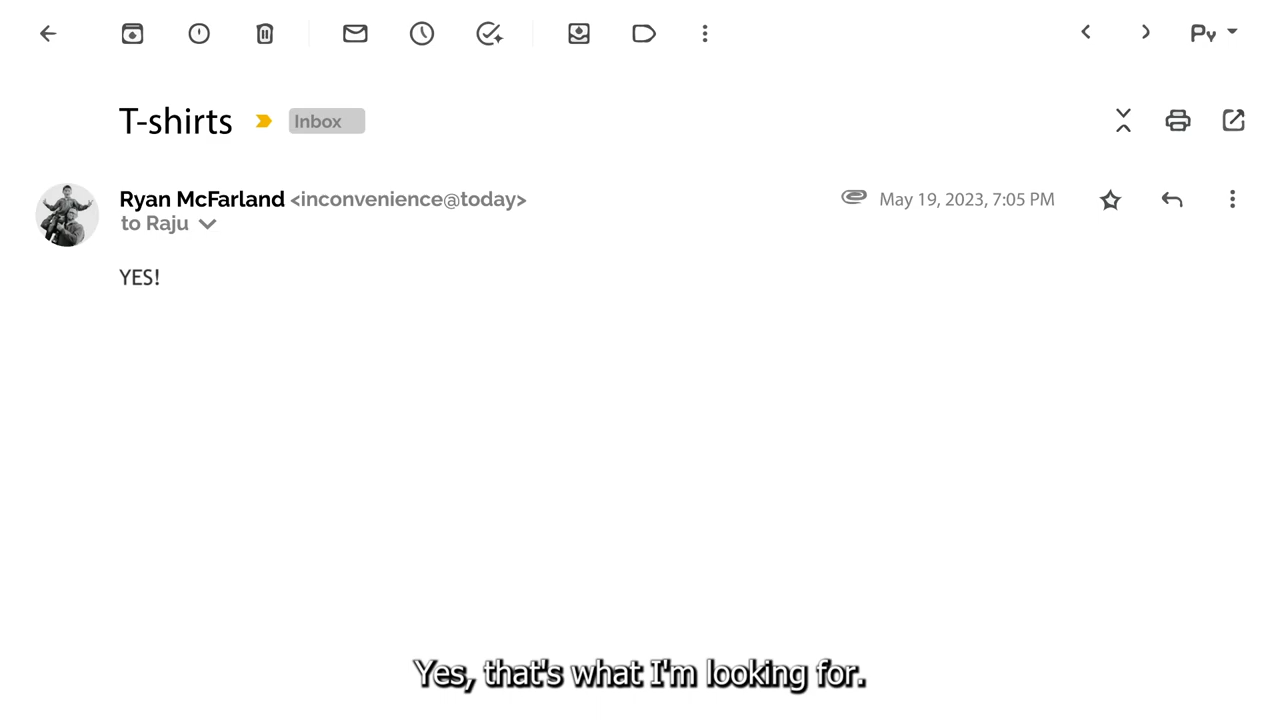 Py
T-shirts
Inbox
Ryan McFarland <inconvenience@today>
May 19, 2023, 7:05 PM
to Raju
YES!
Yes, that's what I'm looking for.